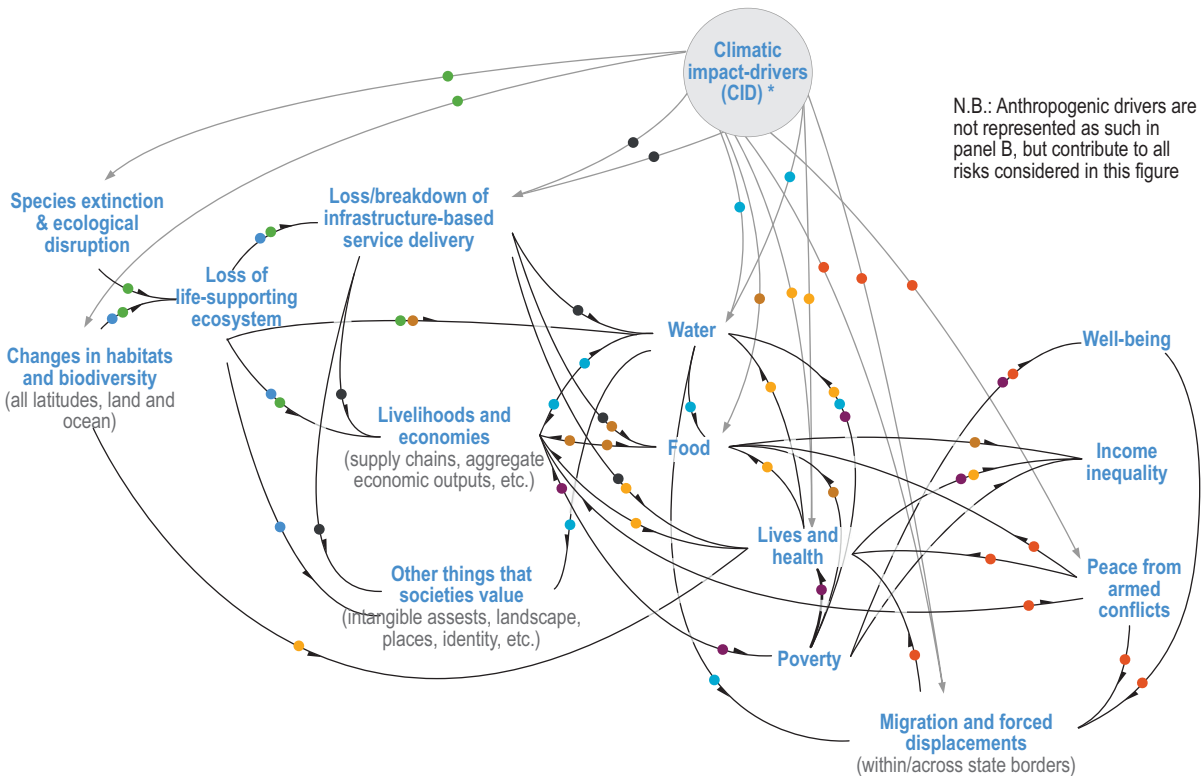 Climatic
impact-drivers
(CID) *
N.B.: Anthropogenic drivers are
not represented as such in
panel B, but contribute to all
risks considered in this figure
Species extinction
& ecological
disruption
Loss/breakdown of
infrastructure-based
service delivery
Loss of
life-supporting
ecosystem
Water
Well-being
Changes in habitats
and biodiversity
(all latitudes, land and
ocean)
Livelihoods and
economies
(supply chains, aggregate
economic outputs, etc.)
Food
Income
inequality
Lives and
health
Other things that
societies value
(intangible assests, landscape,
places, identity, etc.)
Peace from
armed
conflicts
Poverty
Migration and forced
displacements
(within/across state borders)